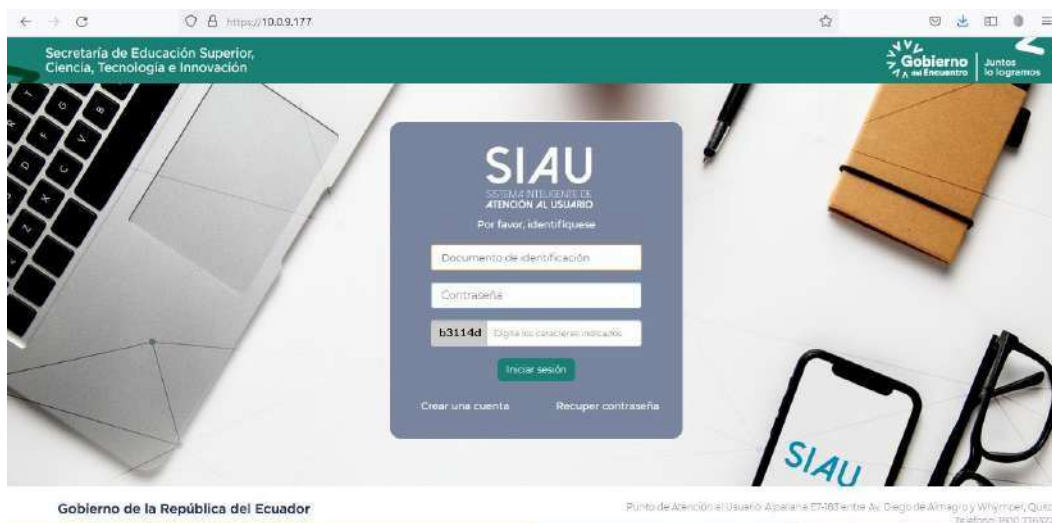 https://10.0.9.177
Secretaría de Educación Superior,
Ciencia, Tecnología e Innovación
Gobierno
del Encuentro
Juntos
lo logramos
SIAU
SISTEMA INTELIGENTE DE
ATENCIÓN AL USUARIO
Por favor, identifíquese
Documento de identificación
Contraseña
b3114d
Digita los caracteres indicados
Iniciar sesión
Crear una cuenta
Recuper contraseña
SIAU
Gobierno de la República del Ecuador
Punto de Atención al Usuario: Alpallana E7-183 entre Av. Diego de Almagro y Whymper, Quito
Teléfono: 1800